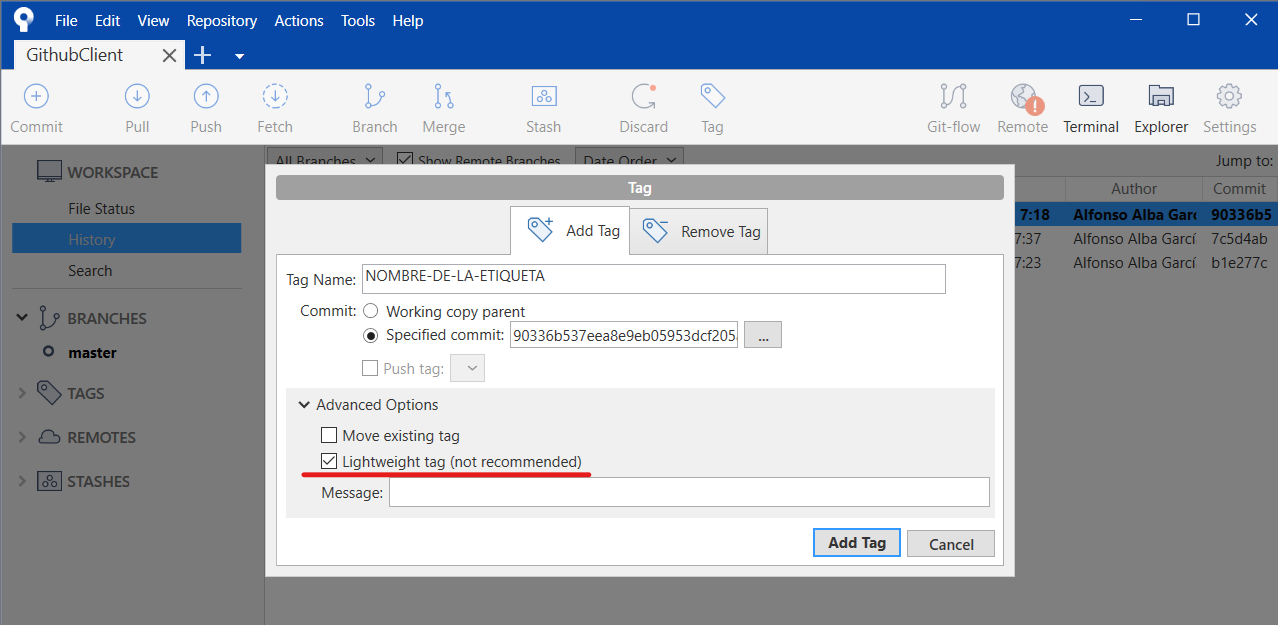 File Edit View Repository Actions Tools Help
GithubClient
Commit Pull Push Fetch Branch Merge Stash Discard Tag Git-flow Remote Terminal Explorer Settings
All Branches Show Remote Branches Date Order Jump to:
WORKSPACE
File Status
History
Search
BRANCHES
master
TAGS
REMOTES
STASHES
Tag
Add Tag Remove Tag
Tag Name: NOMBRE-DE-LA-ETIQUETA
Commit: Working copy parent
Specified commit: 90336b537eea8e9eb05953dcf205 ...
Push tag:
Advanced Options
Move existing tag
Lightweight tag (not recommended)
Message:
Add Tag Cancel
Author Commit
7:18 Alfonso Alba Garc 90336b5
7:37 Alfonso Alba Garcí 7c5d4ab
7:23 Alfonso Alba Garcí b1e277c